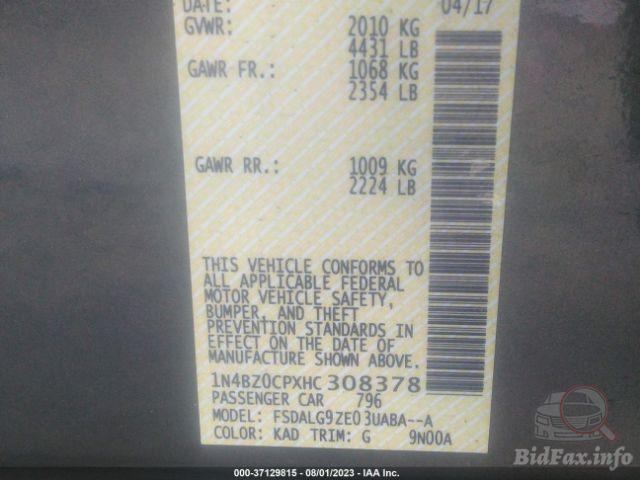 DATE: 04/17
GVWR: 2010 KG
4431 LB
GAWR FR.: 1068 KG
2354 LB
GAWR RR.: 1009 KG
2224 LB
THIS VEHICLE CONFORMS TO
ALL APPLICABLE FEDERAL
MOTOR VEHICLE SAFETY,
BUMPER, AND THEFT
PREVENTION STANDARDS IN
EFFECT ON THE DATE OF
MANUFACTURE SHOWN ABOVE.
1N4BZ0CPXHC308378
PASSENGER CAR 796
MODEL: FSDALG9ZE03UABA--A
COLOR: KAD TRIM: G 9N00A
000-37129815 - 08/01/2023 - IAA Inc.
BidFax.info